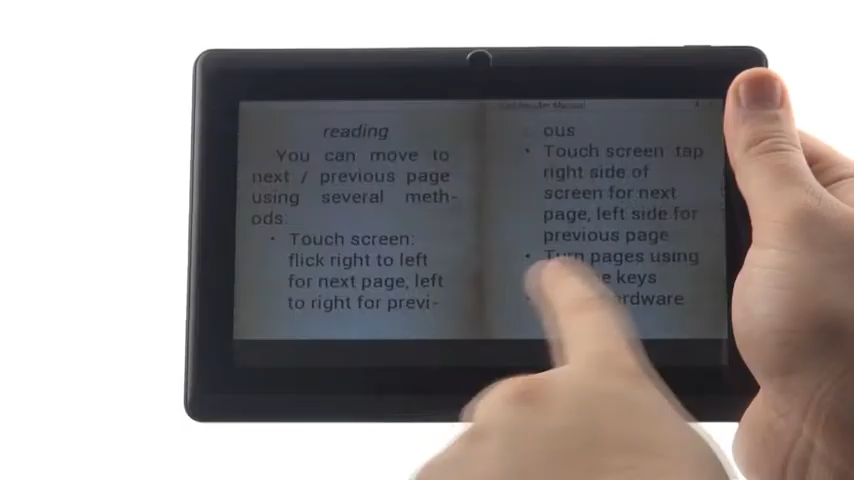 reading
You can move to
next / previous page
using several meth-
ods:
• Touch screen:
flick right to left
for next page, left
to right for previ-
ous
• Touch screen tap
right side of
screen for next
page, left side for
previous page
• Turn pages using
keys